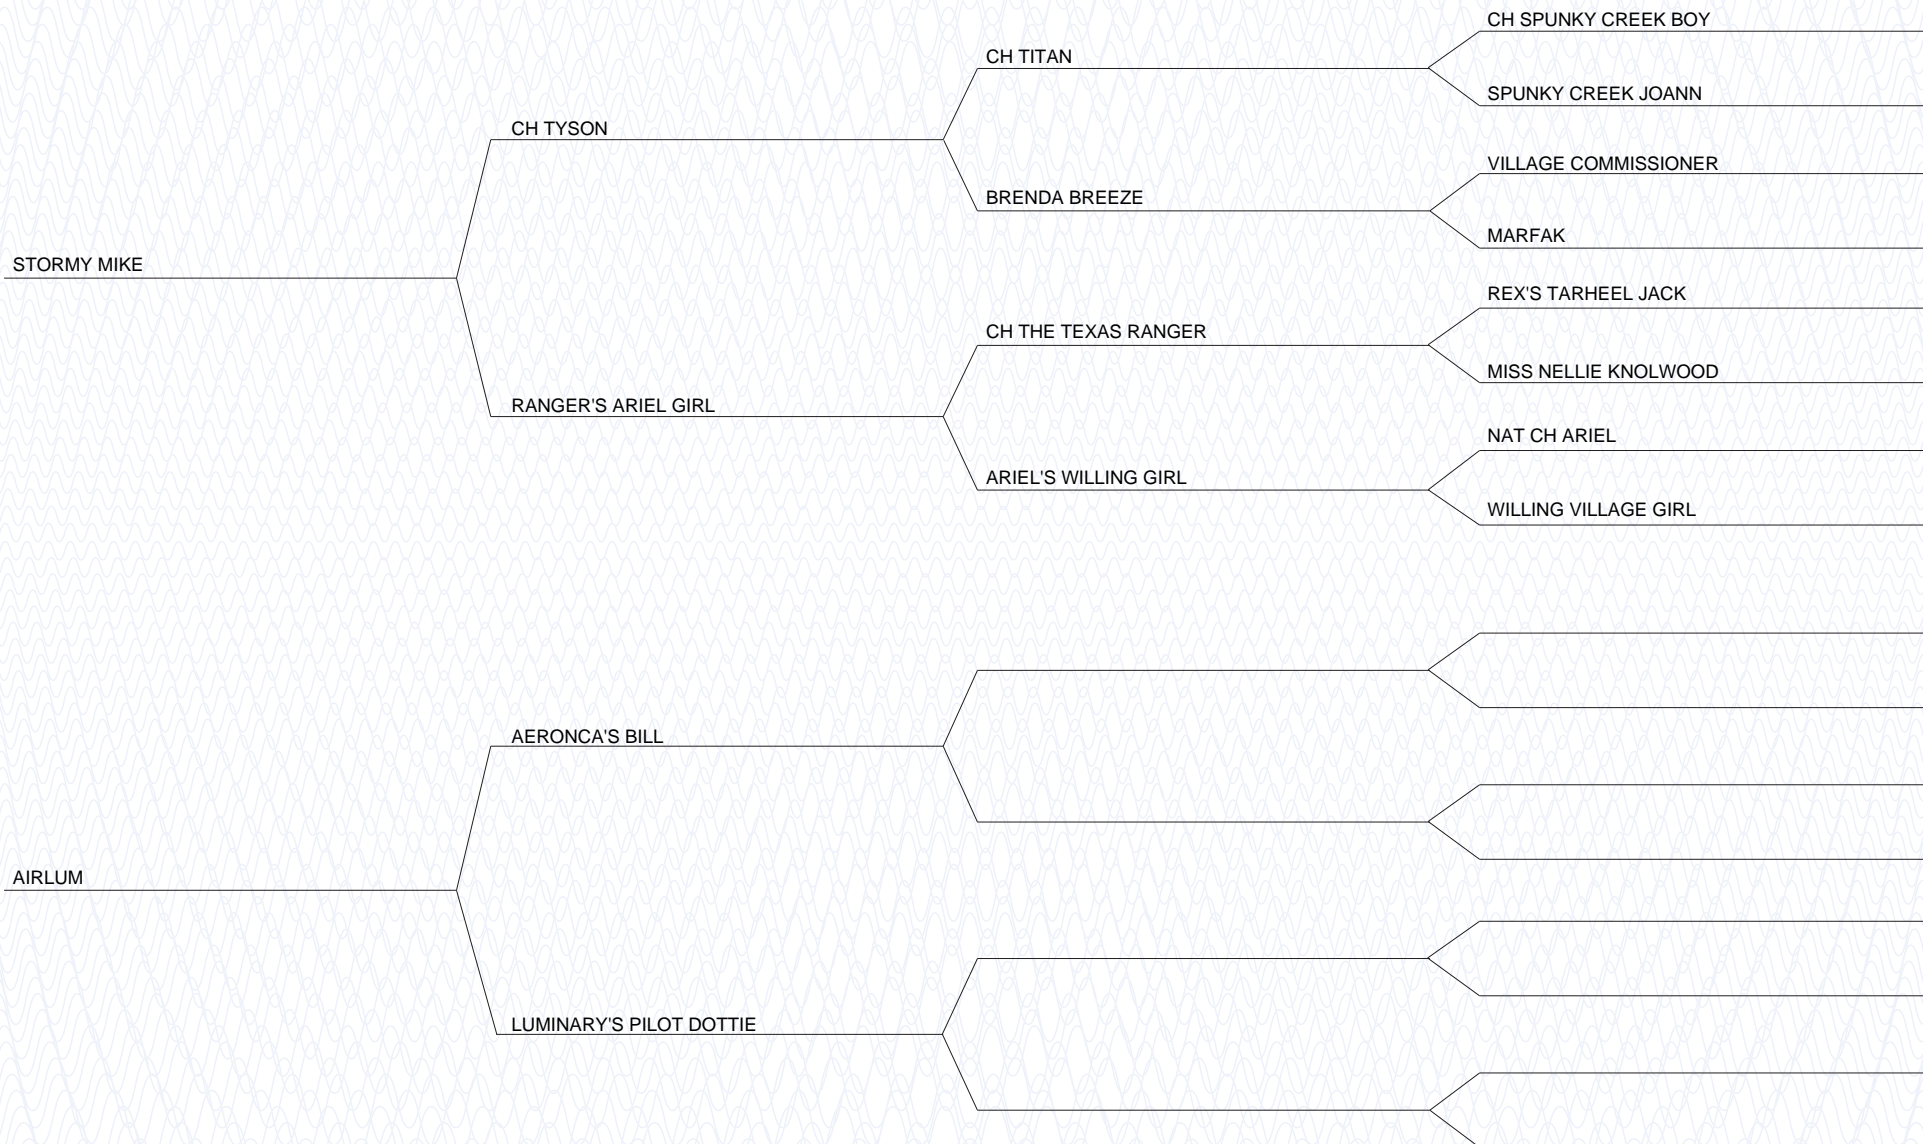 CH SPUNKY CREEK BOY
CH TITAN
SPUNKY CREEK JOANN
CH TYSON
VILLAGE COMMISSIONER
BRENDA BREEZE
MARFAK
STORMY MIKE
REX'S TARHEEL JACK
CH THE TEXAS RANGER
MISS NELLIE KNOLWOOD
RANGER'S ARIEL GIRL
NAT CH ARIEL
ARIEL'S WILLING GIRL
WILLING VILLAGE GIRL
AERONCA'S BILL
AIRLUM
LUMINARY'S PILOT DOTTIE